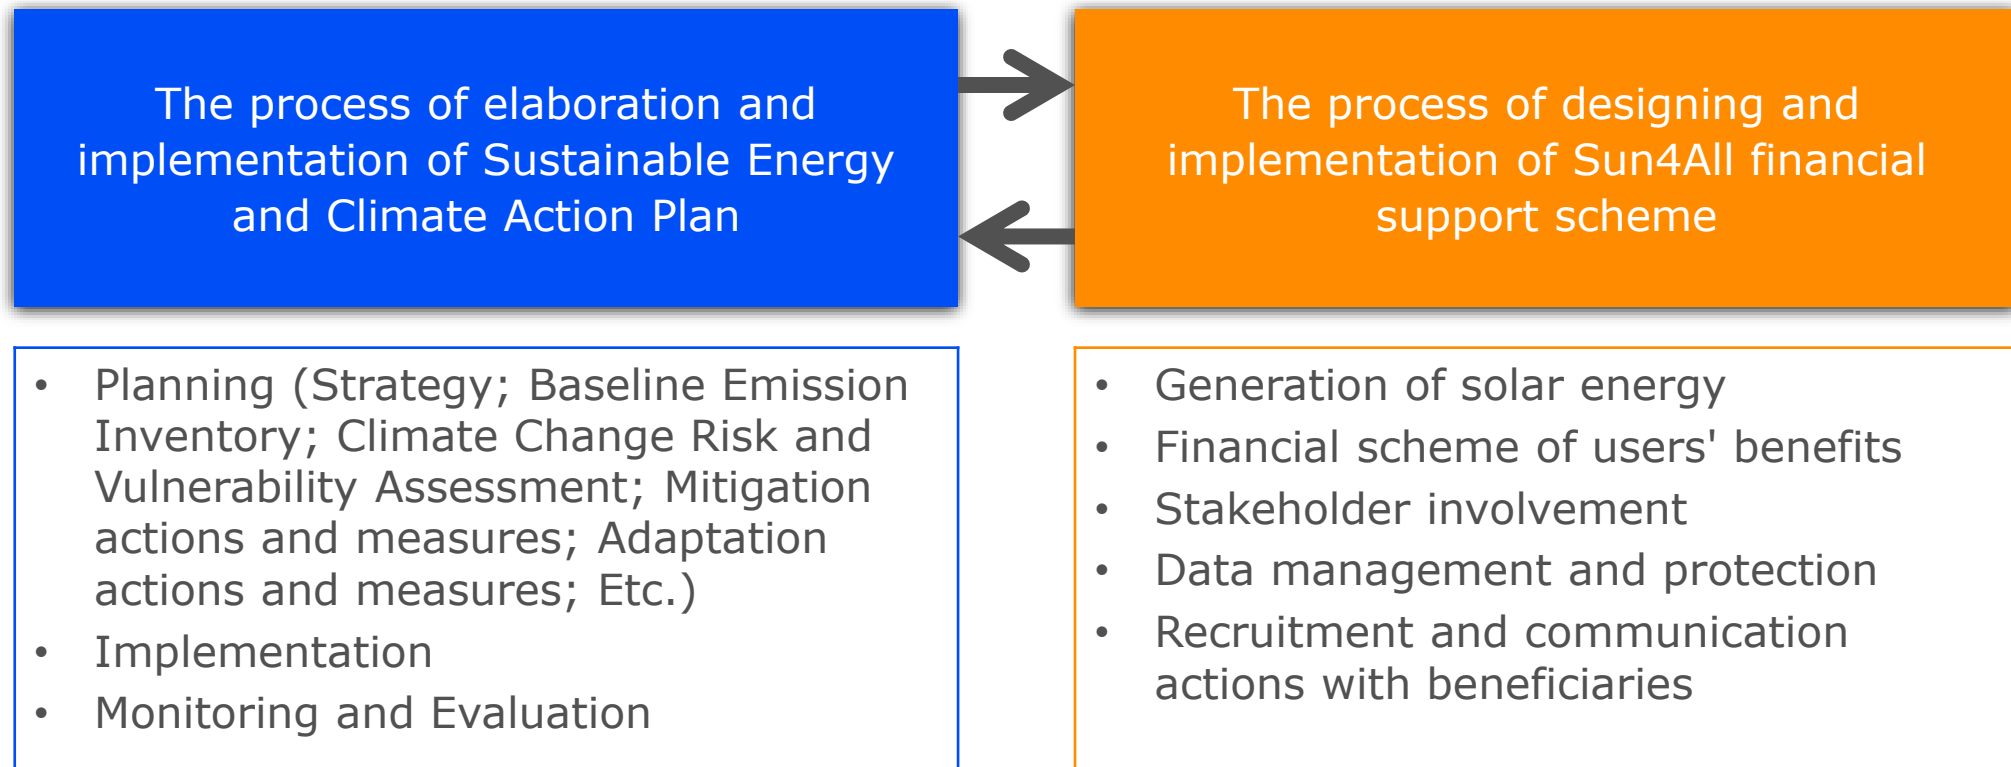 The process of elaboration and
implementation of Sustainable Energy
and Climate Action Plan
The process of designing and
implementation of Sun4All financial
support scheme
• Planning (Strategy; Baseline Emission
Inventory; Climate Change Risk and
Vulnerability Assessment; Mitigation
actions and measures; Adaptation
actions and measures; Etc.)
• Implementation
• Monitoring and Evaluation
• Generation of solar energy
• Financial scheme of users' benefits
• Stakeholder involvement
• Data management and protection
• Recruitment and communication
actions with beneficiaries